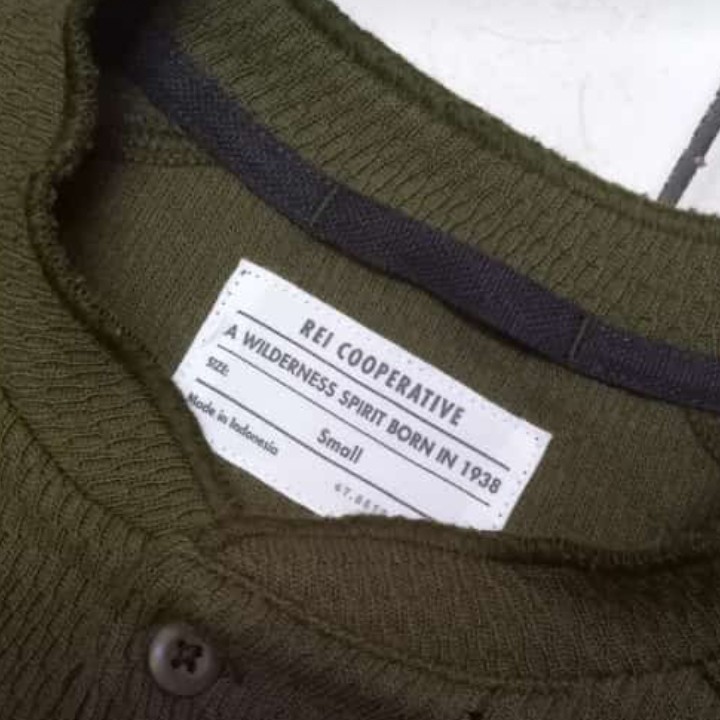 REI COOPERATIVE
A WILDERNESS SPIRIT BORN IN 1938
SIZE:
Small
Made in Indonesia